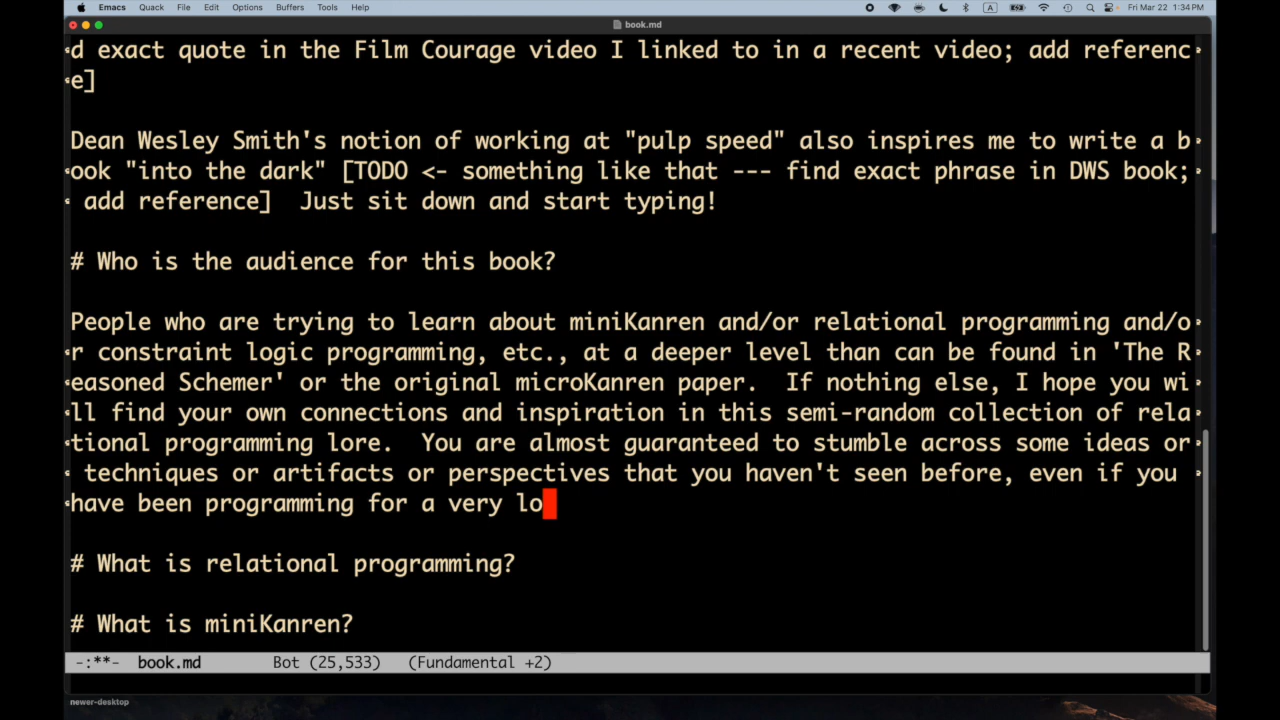 Emacs Quack File Edit Options Buffers Tools Help Fri Mar 22 1:34 PM
book.md
d exact quote in the Film Courage video I linked to in a recent video; add referenc
e]
Dean Wesley Smith's notion of working at "pulp speed" also inspires me to write a b
ook "into the dark" [TODO <- something like that --- find exact phrase in DWS book;
 add reference]  Just sit down and start typing!
# Who is the audience for this book?
People who are trying to learn about miniKanren and/or relational programming and/o
r constraint logic programming, etc., at a deeper level than can be found in 'The R
easoned Schemer' or the original microKanren paper.  If nothing else, I hope you wi
ll find your own connections and inspiration in this semi-random collection of rela
tional programming lore.  You are almost guaranteed to stumble across some ideas or
 techniques or artifacts or perspectives that you haven't seen before, even if you
have been programming for a very lo
# What is relational programming?
# What is miniKanren?
-:**-  book.md       Bot (25,533)   (Fundamental +2)
newer-desktop